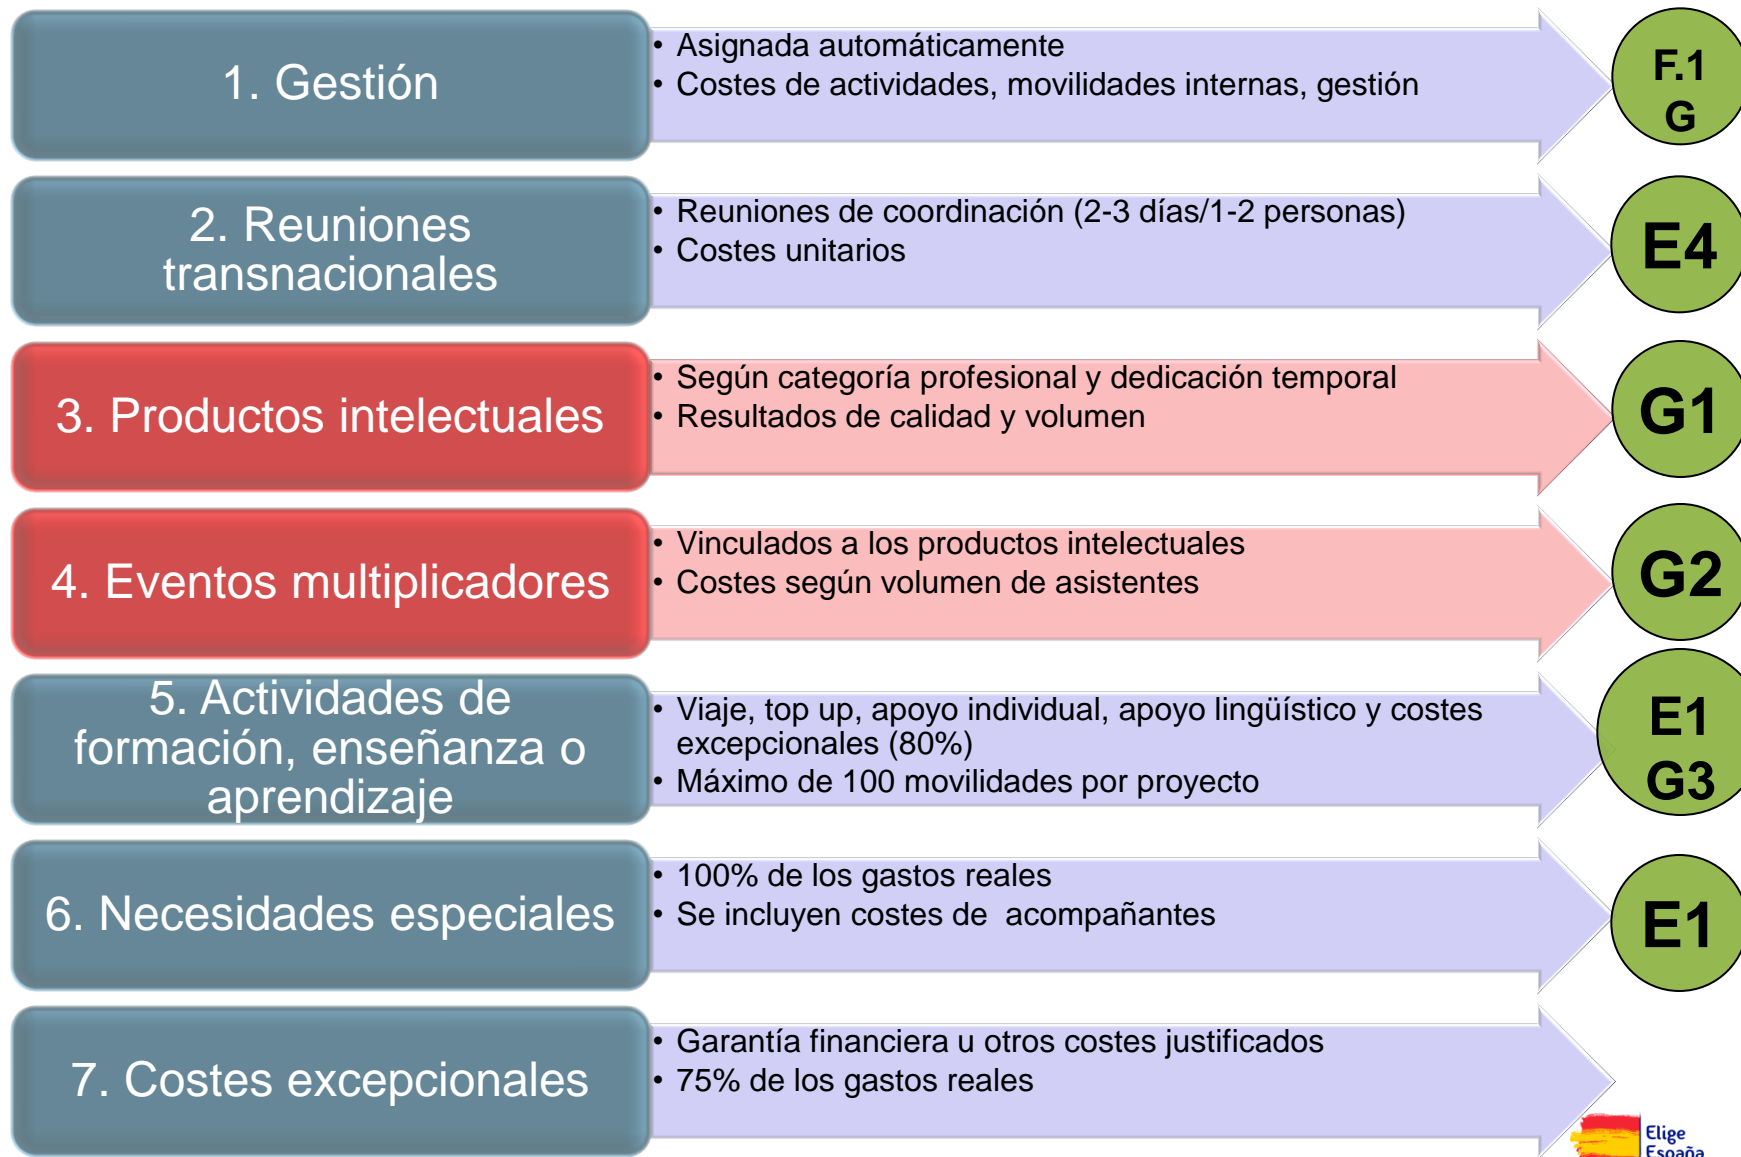 1. Gestión
• Asignada automáticamente
• Costes de actividades, movilidades internas, gestión
F.1
G
2. Reuniones
transnacionales
• Reuniones de coordinación (2-3 días/1-2 personas)
• Costes unitarios
E4
3. Productos intelectuales
• Según categoría profesional y dedicación temporal
• Resultados de calidad y volumen
G1
4. Eventos multiplicadores
• Vinculados a los productos intelectuales
• Costes según volumen de asistentes
G2
5. Actividades de
formación, enseñanza o
aprendizaje
• Viaje, top up, apoyo individual, apoyo lingüístico y costes
excepcionales (80%)
• Máximo de 100 movilidades por proyecto
E1
G3
6. Necesidades especiales
• 100% de los gastos reales
• Se incluyen costes de acompañantes
E1
7. Costes excepcionales
• Garantía financiera u otros costes justificados
• 75% de los gastos reales
Elige
España